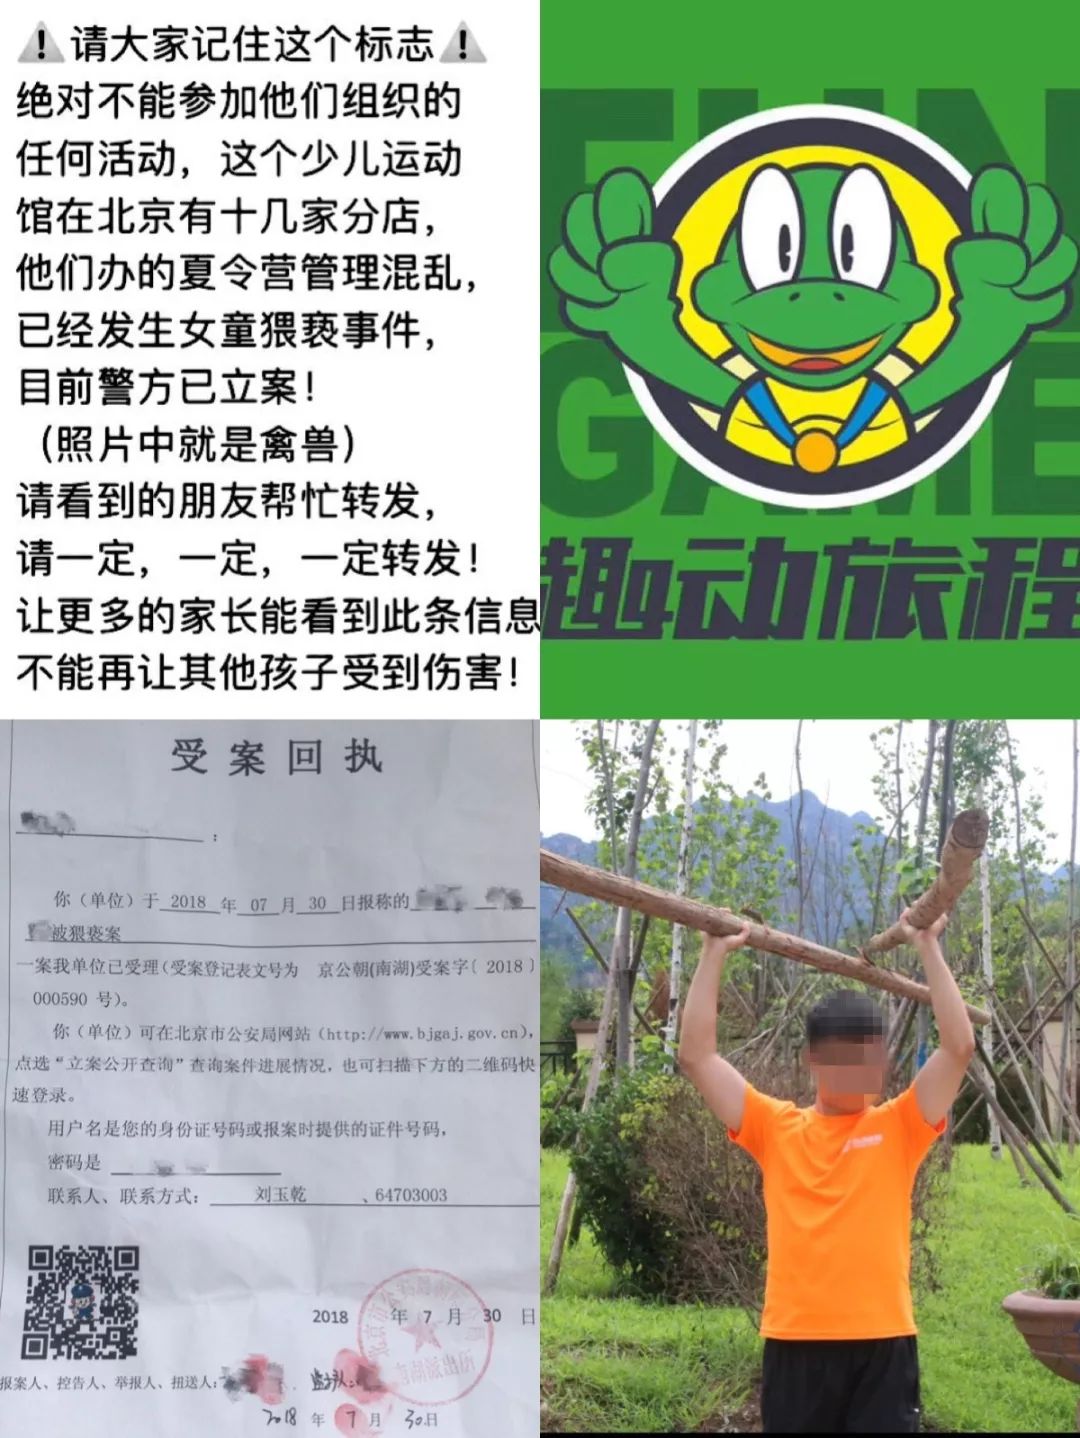 ⚠请大家记住这个标志⚠
绝对不能参加他们组织的
任何活动，这个少儿运动
馆在北京有十几家分店，
他们办的夏令营管理混乱，
已经发生女童猥亵事件，
目前警方已立案！
（照片中就是禽兽）
请看到的朋友帮忙转发，
请一定，一定，一定转发！
让更多的家长能看到此条信息
不能再让其他孩子受到伤害！
FUN
GAME
趣动旅程
受案回执
：
你（单位）于 2018 年 07 月 30 日报称的
被猥亵案
一案我单位已受理（受案登记表文号为 京公朝(南湖)受案字〔2018〕
000590 号）。
你（单位）可在北京市公安局网站（http://www.bjgaj.gov.cn），
点选“立案公开查询”查询案件进展情况，也可扫描下方的二维码快
速登录。
用户名是您的身份证号码或报案时提供的证件号码，
密码是
联系人、联系方式： 刘玉乾 、64703003
2018 年 7 月 30 日
南湖派出所
报案人、控告人、举报人、扭送人：
2018 年 7 月 30日